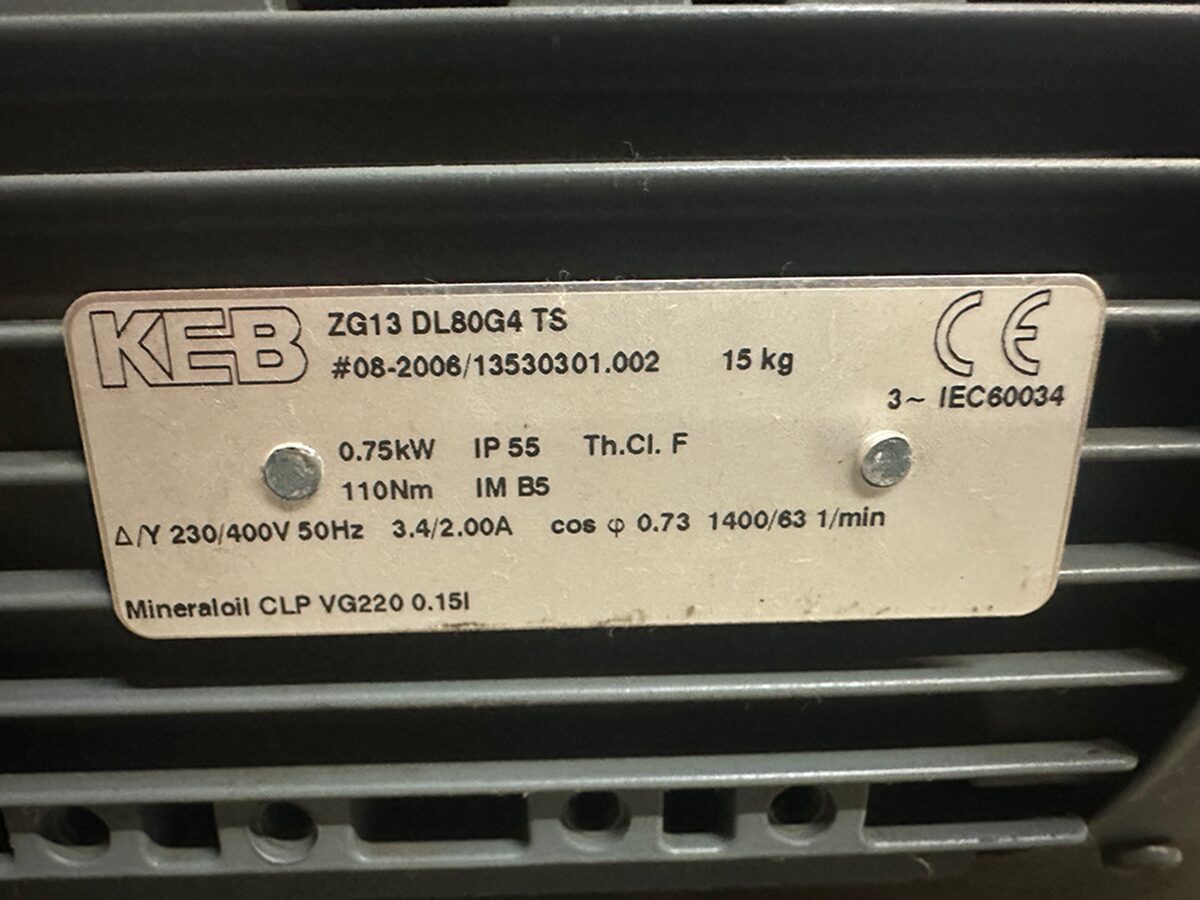 KEB ZG13 DL80G4 TS CE
#08-2006/13530301.002 15 kg
3~ IEC60034
0.75kW IP 55 Th.Cl. F
110Nm IM B5
Δ/Y 230/400V 50Hz 3.4/2.00A cos φ 0.73 1400/63 1/min
Mineraloil CLP VG220 0.15l